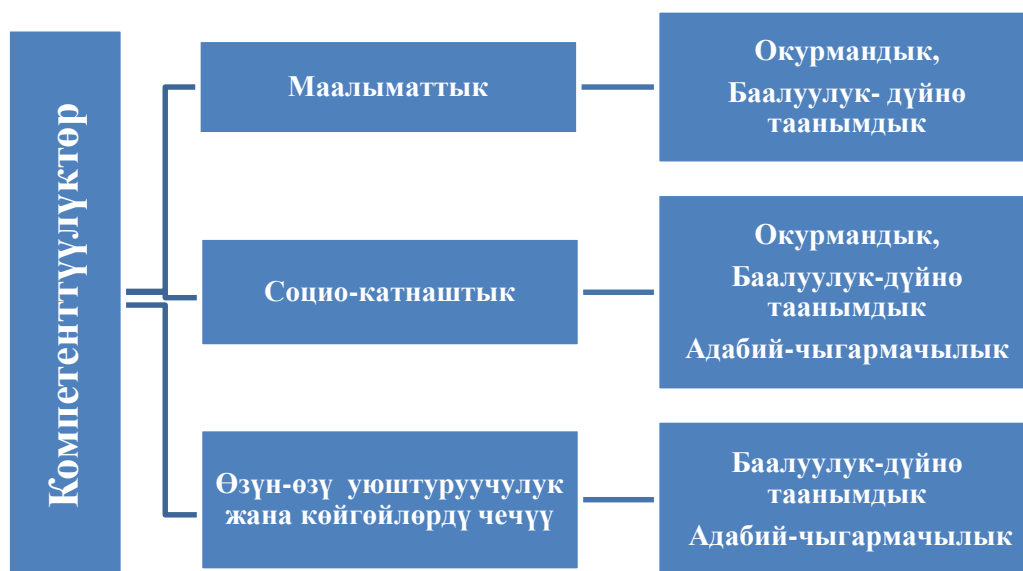 Компетенттүүлүктөр
Маалыматтык
Окурмандык,
Баалуулук- дүйнө
таанымдык
Социо-катнаштык
Окурмандык,
Баалуулук-дүйнө
таанымдык
Адабий-чыгармачылык
Өзүн-өзү уюштуруучулук
жана көйгөйлөрдү чечүү
Баалуулук-дүйнө
таанымдык
Адабий-чыгармачылык